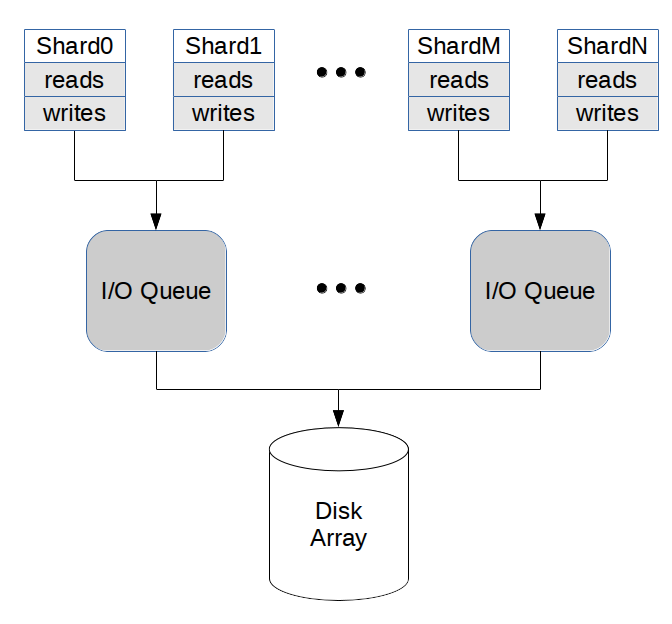 Shard0
Shard1
ShardM
ShardN
reads
reads
reads
reads
writes
writes
writes
writes
I/O Queue
I/O Queue
Disk
Array